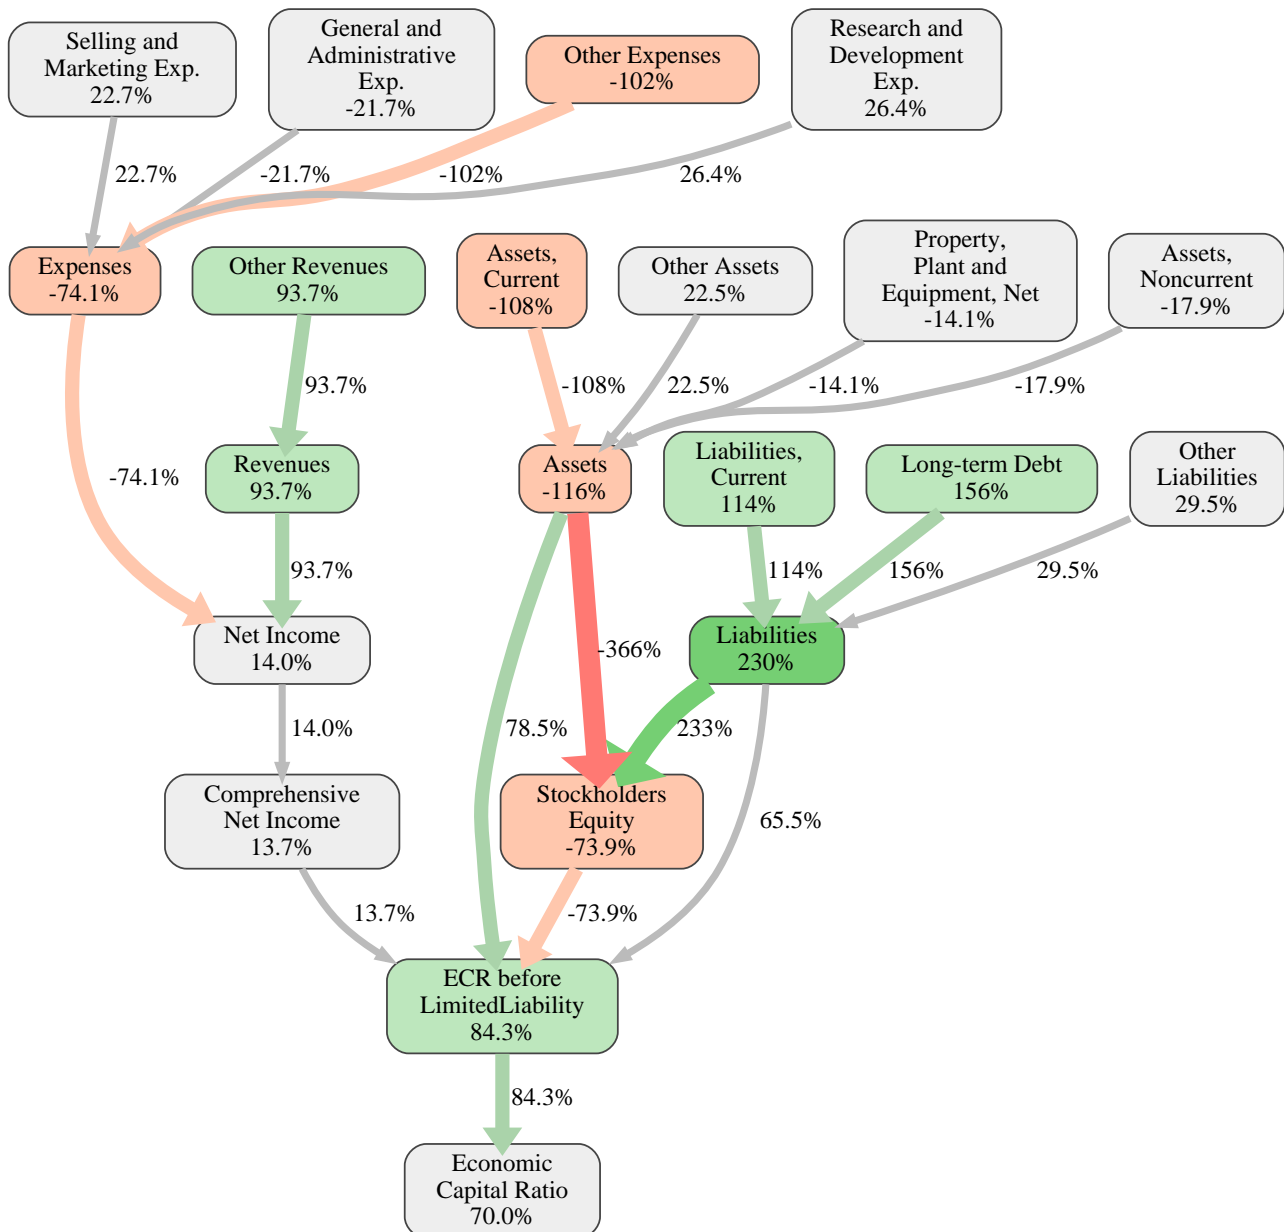 Selling and
Marketing Exp.
22.7%
General and
Administrative
Exp.
-21.7%
Other Expenses
-102%
Research and
Development
Exp.
26.4%
22.7%
-21.7%
-102%
26.4%
Expenses
-74.1%
Other Revenues
93.7%
Assets,
Current
-108%
Other Assets
22.5%
Property,
Plant and
Equipment, Net
-14.1%
Assets,
Noncurrent
-17.9%
93.7%
-108%
22.5%
-14.1%
-17.9%
-74.1%
Revenues
93.7%
Assets
-116%
Liabilities,
Current
114%
Long-term Debt
156%
Other
Liabilities
29.5%
93.7%
114%
156%
29.5%
Net Income
14.0%
-366%
Liabilities
230%
14.0%
78.5%
233%
Comprehensive
Net Income
13.7%
Stockholders
Equity
-73.9%
65.5%
13.7%
-73.9%
ECR before
LimitedLiability
84.3%
84.3%
Economic
Capital Ratio
70.0%